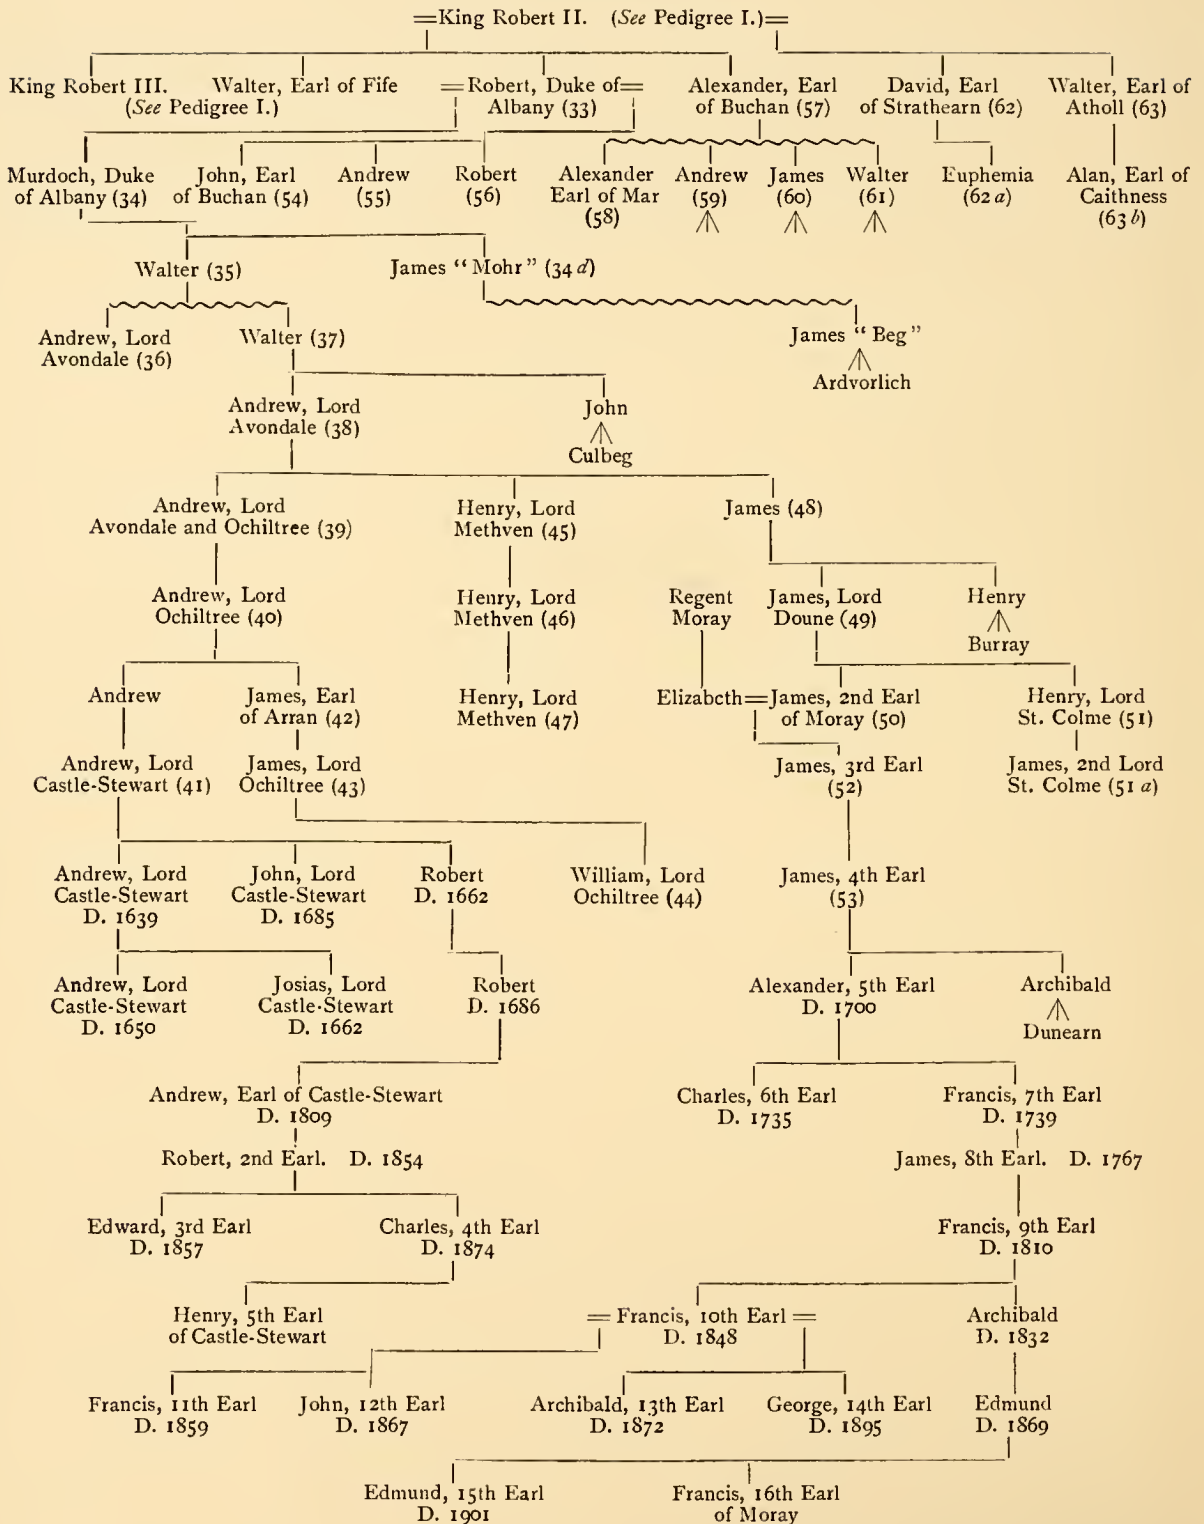 King Robert II. (See Pedigree I.)
King Robert III.
(See Pedigree I.)
Walter, Earl of Fife
Robert, Duke of
Albany (33)
Alexander, Earl
of Buchan (57)
David, Earl
of Strathearn (62)
Walter, Earl of
Atholl (63)
Murdoch, Duke
of Albany (34)
John, Earl
of Buchan (54)
Andrew
(55)
Robert
(56)
Alexander
Earl of Mar
(58)
Andrew
(59)
James
(60)
Walter
(61)
Euphemia
(62 a)
Alan, Earl of
Caithness
(63 b)
Walter (35)
James "Mohr" (34 d)
Andrew, Lord
Avondale (36)
Walter (37)
James "Beg"
Ardvorlich
Andrew, Lord
Avondale (38)
John
Culbeg
Andrew, Lord
Avondale and Ochiltree (39)
Henry, Lord
Methven (45)
James (48)
Andrew, Lord
Ochiltree (40)
Henry, Lord
Methven (46)
Regent
Moray
James, Lord
Doune (49)
Henry
Burray
Andrew
James, Earl
of Arran (42)
Henry, Lord
Methven (47)
Elizabeth=James, 2nd Earl
of Moray (50)
Henry, Lord
St. Colme (51)
Andrew, Lord
Castle-Stewart (41)
James, Lord
Ochiltree (43)
James, 3rd Earl
(52)
James, 2nd Lord
St. Colme (51 a)
Andrew, Lord
Castle-Stewart
D. 1639
John, Lord
Castle-Stewart
D. 1685
Robert
D. 1662
William, Lord
Ochiltree (44)
James, 4th Earl
(53)
Andrew, Lord
Castle-Stewart
D. 1650
Josias, Lord
Castle-Stewart
D. 1662
Robert
D. 1686
Alexander, 5th Earl
D. 1700
Archibald
Dunearn
Andrew, Earl of Castle-Stewart
D. 1809
Charles, 6th Earl
D. 1735
Francis, 7th Earl
D. 1739
Robert, 2nd Earl. D. 1854
James, 8th Earl. D. 1767
Edward, 3rd Earl
D. 1857
Charles, 4th Earl
D. 1874
Francis, 9th Earl
D. 1810
Henry, 5th Earl
of Castle-Stewart
Francis, 10th Earl
D. 1848
Archibald
D. 1832
Francis, 11th Earl
D. 1859
John, 12th Earl
D. 1867
Archibald, 13th Earl
D. 1872
George, 14th Earl
D. 1895
Edmund
D. 1869
Edmund, 15th Earl
D. 1901
Francis, 16th Earl
of Moray